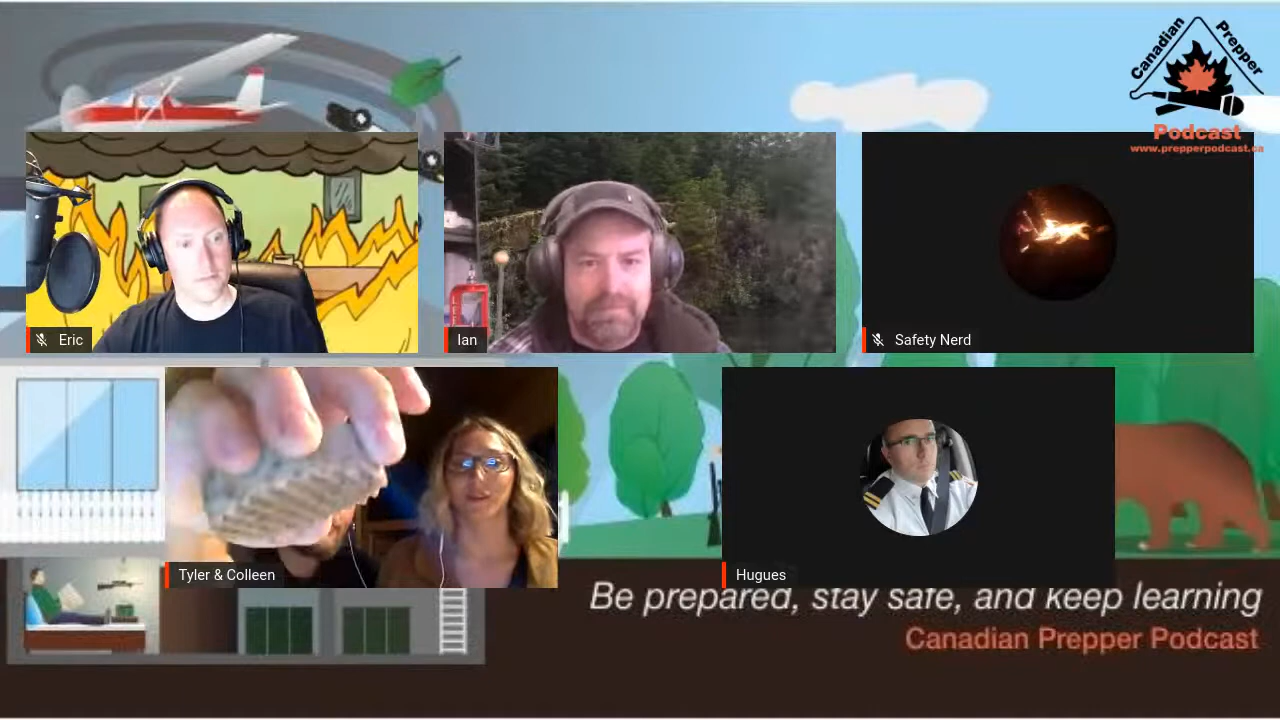 Canadian Prepper
Podcast
www.prepperpodcast.ca
Eric
Ian
Safety Nerd
Tyler & Colleen
Hugues
Be prepared, stay safe, and keep learning
Canadian Prepper Podcast